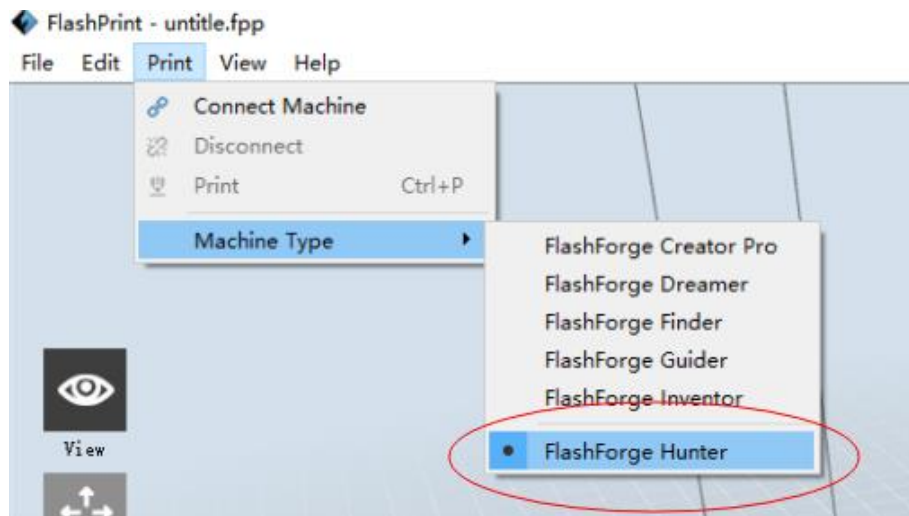 FlashPrint - untitle.fpp
File Edit Print View Help
Connect Machine
Disconnect
Print Ctrl+P
Machine Type
FlashForge Creator Pro
FlashForge Dreamer
FlashForge Finder
FlashForge Guider
FlashForge Inventor
FlashForge Hunter
View